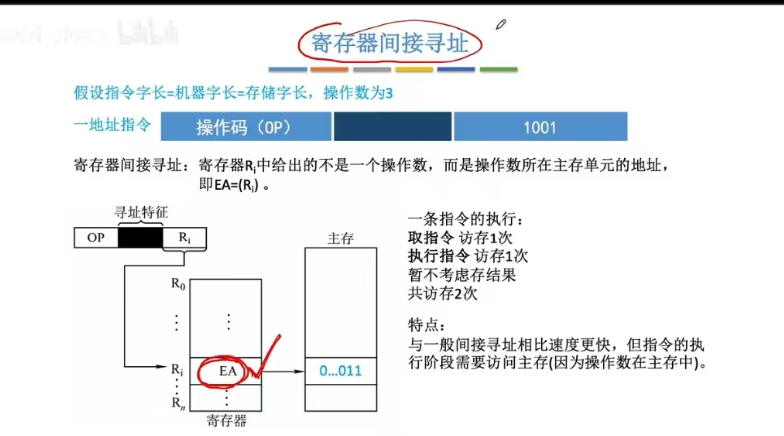 寄存器间接寻址
假设指令字长=机器字长=存储字长，操作数为3
一地址指令 操作码（OP） 1001
寄存器间接寻址：寄存器Ri中给出的不是一个操作数，而是操作数所在主存单元的地址，
即EA=(Ri) 。
寻址特征
OP Ri
主存
R0
⋮ ⋮
Ri EA 0...011
⋮ ⋮
Rn
寄存器
一条指令的执行：
取指令 访存1次
执行指令 访存1次
暂不考虑存结果
共访存2次
特点：
与一般间接寻址相比速度更快，但指令的执
行阶段需要访问主存(因为操作数在主存中)。